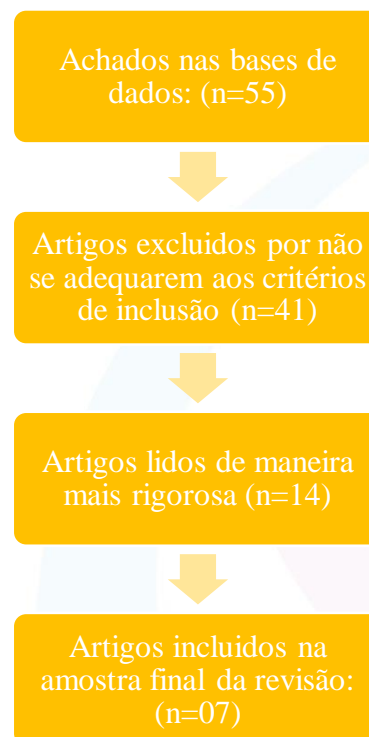 Achados nas bases de
dados: (n=55)
Artigos excluidos por não
se adequarem aos critérios
de inclusão (n=41)
Artigos lidos de maneira
mais rigorosa (n=14)
Artigos incluidos na
amostra final da revisão:
(n=07)